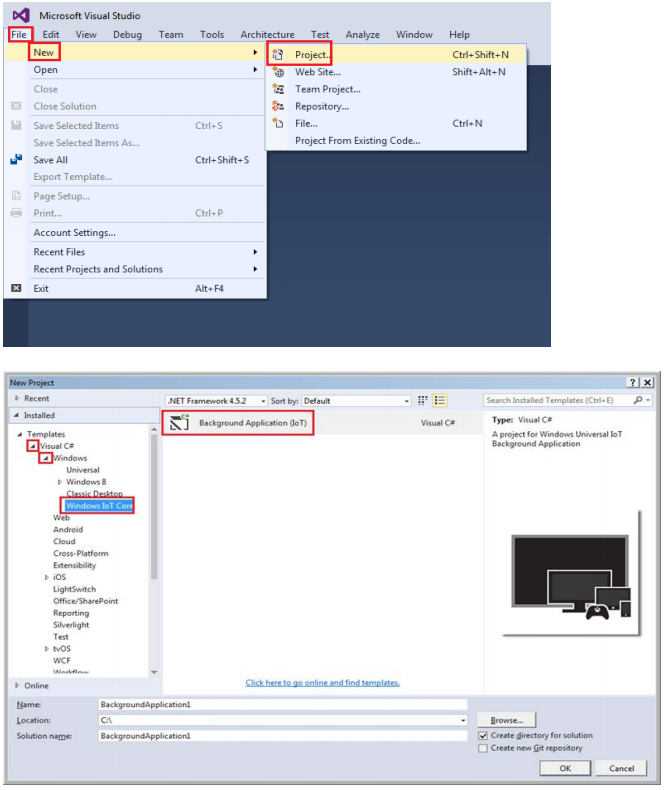 Microsoft Visual Studio
File Edit View Debug Team Tools Architecture Test Analyze Window Help
New
Project... Ctrl+Shift+N
Open
Web Site... Shift+Alt+N
Close
Team Project...
Close Solution
Repository...
Save Selected Items Ctrl+S
File... Ctrl+N
Save Selected Items As...
Project From Existing Code...
Save All Ctrl+Shift+S
Export Template...
Page Setup...
Print... Ctrl+P
Account Settings...
Recent Files
Recent Projects and Solutions
Exit Alt+F4
New Project
Recent
.NET Framework 4.5.2 Sort by: Default
Search Installed Templates (Ctrl+E)
Installed
Background Application (IoT) Visual C#
Type: Visual C#
A project for Windows Universal IoT
Background Application
Templates
Visual C#
Windows
Universal
Windows 8
Classic Desktop
Windows IoT Core
Web
Android
Cloud
Cross-Platform
Extensibility
iOS
LightSwitch
Office/SharePoint
Reporting
Silverlight
Test
tvOS
WCF
Workflow
Online
Click here to go online and find templates.
Name: BackgroundApplication1
Location: C:\ Browse...
Solution name: BackgroundApplication1
Create directory for solution
Create new Git repository
OK Cancel